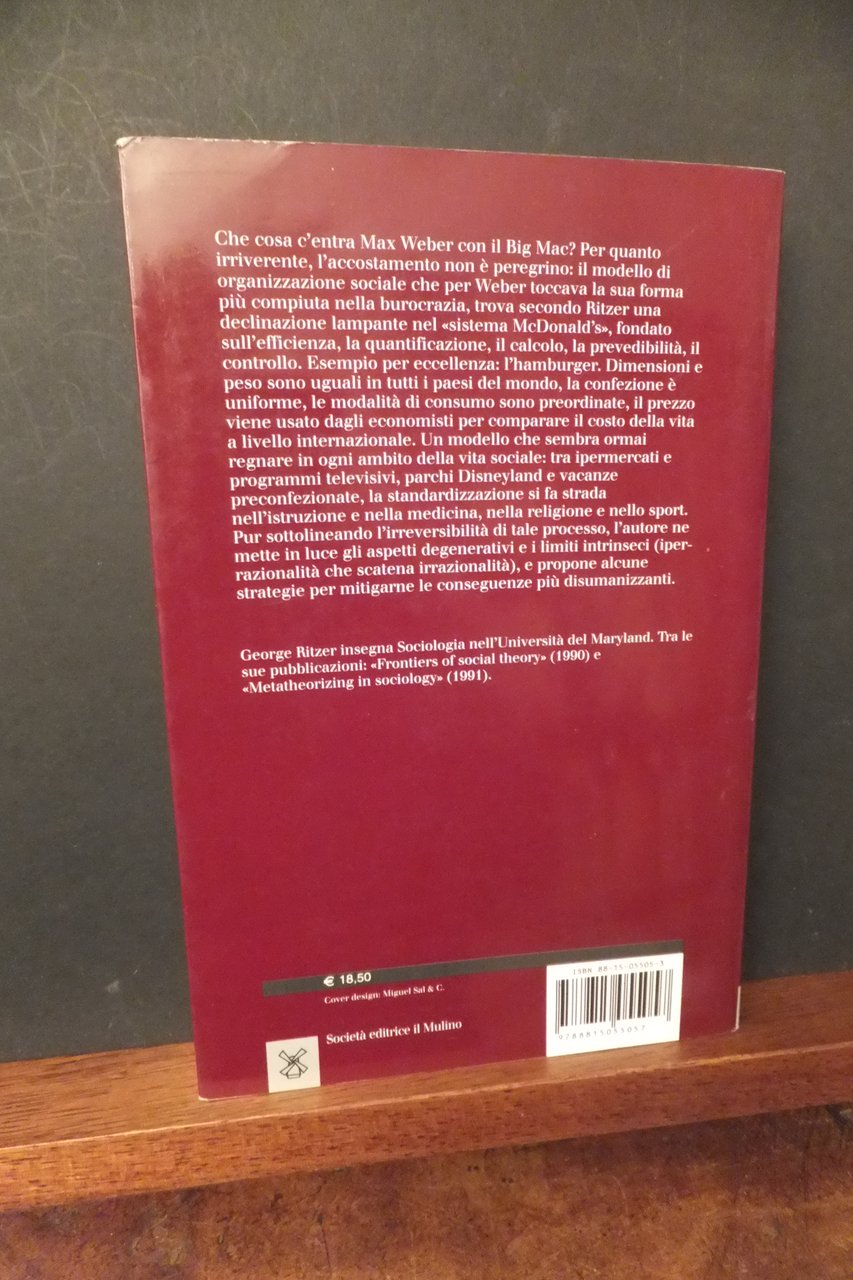 Che cosa c'entra Max Weber con il Big Mac? Per quanto
irriverente, l'accostamento non è peregrino: il modello di
organizzazione sociale che per Weber toccava la sua forma
più compiuta nella burocrazia, trova secondo Ritzer una
declinazione lampante nel «sistema McDonald's», fondato
sull'efficienza, la quantificazione, il calcolo, la prevedibilità, il
controllo. Esempio per eccellenza: l'hamburger. Dimensioni e
peso sono uguali in tutti i paesi del mondo, la confezione è
uniforme, le modalità di consumo sono preordinate, il prezzo
viene usato dagli economisti per comparare il costo della vita
a livello internazionale. Un modello che sembra ormai
regnare in ogni ambito della vita sociale: tra ipermercati e
programmi televisivi, parchi Disneyland e vacanze
preconfezionate, la standardizzazione si fa strada
nell'istruzione e nella medicina, nella religione e nello sport.
Pur sottolineando l'irreversibilità di tale processo, l'autore ne
mette in luce gli aspetti degenerativi e i limiti intrinseci (iper-
razionalità che scatena irrazionalità), e propone alcune
strategie per mitigarne le conseguenze più disumanizzanti.
George Ritzer insegna Sociologia nell'Università del Maryland. Tra le
sue pubblicazioni: «Frontiers of social theory» (1990) e
«Metatheorizing in sociology» (1991).
€ 18,50
Cover design: Miguel Sal & C.
Società editrice il Mulino
ISBN 88-15-05505-3
9788815055057